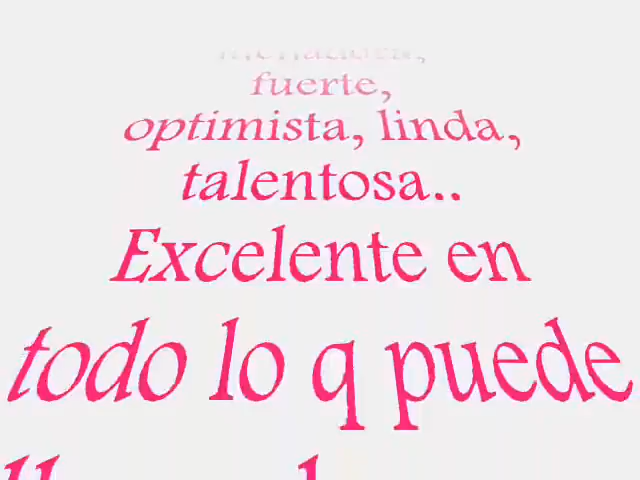 fuerte,
optimista, linda,
talentosa..
Excelente en
todo lo q puede